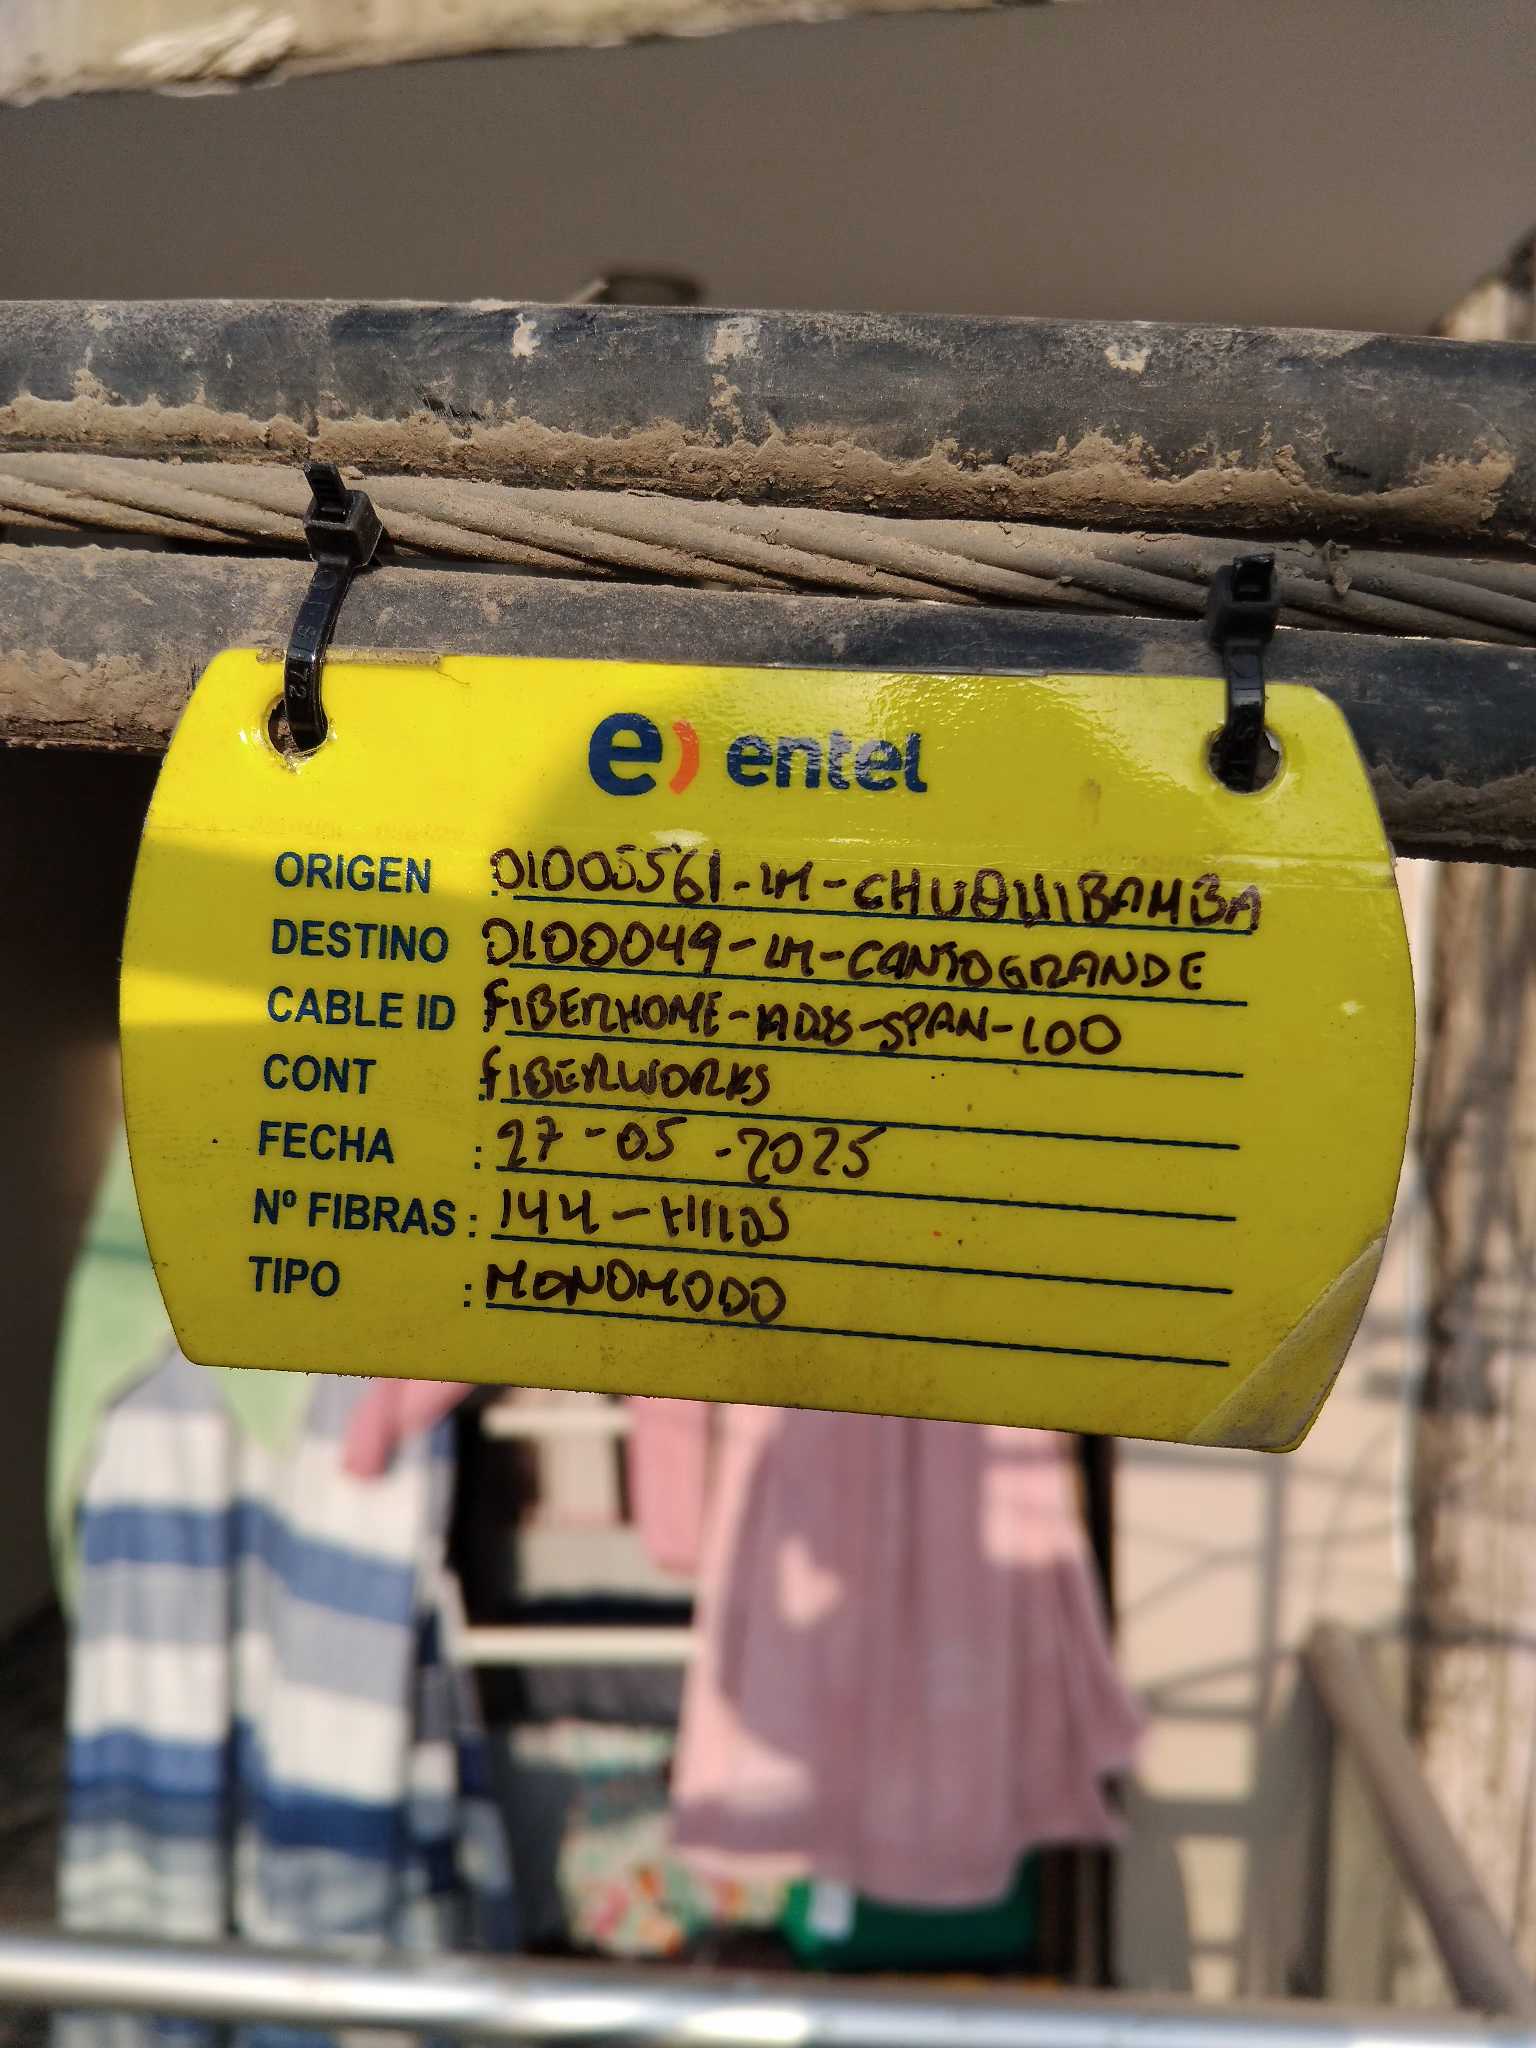 e) entel
ORIGEN : 01005561-LM-CHUQUIBAMBA
DESTINO 0100049-LM-CANTOGRANDE
CABLE ID FIBERHOME-ADSS-SPAN-100
CONT : FIBERWORKS
FECHA : 27-05-2025
Nº FIBRAS : 144-HILOS
TIPO : MONOMODO